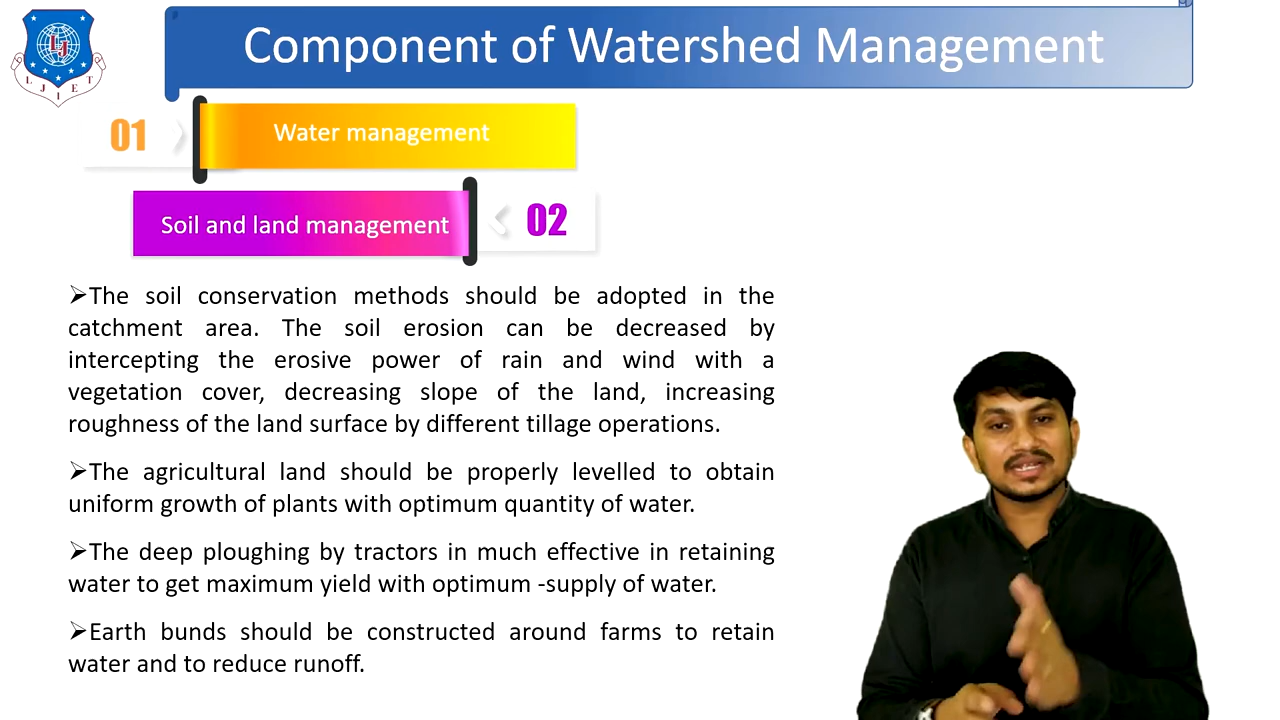 LJ
L J I E T
Component of Watershed Management
01
Water management
Soil and land management
02
➢The soil conservation methods should be adopted in the
catchment area. The soil erosion can be decreased by
intercepting the erosive power of rain and wind with a
vegetation cover, decreasing slope of the land, increasing
roughness of the land surface by different tillage operations.
➢The agricultural land should be properly levelled to obtain
uniform growth of plants with optimum quantity of water.
➢The deep ploughing by tractors in much effective in retaining
water to get maximum yield with optimum -supply of water.
➢Earth bunds should be constructed around farms to retain
water and to reduce runoff.